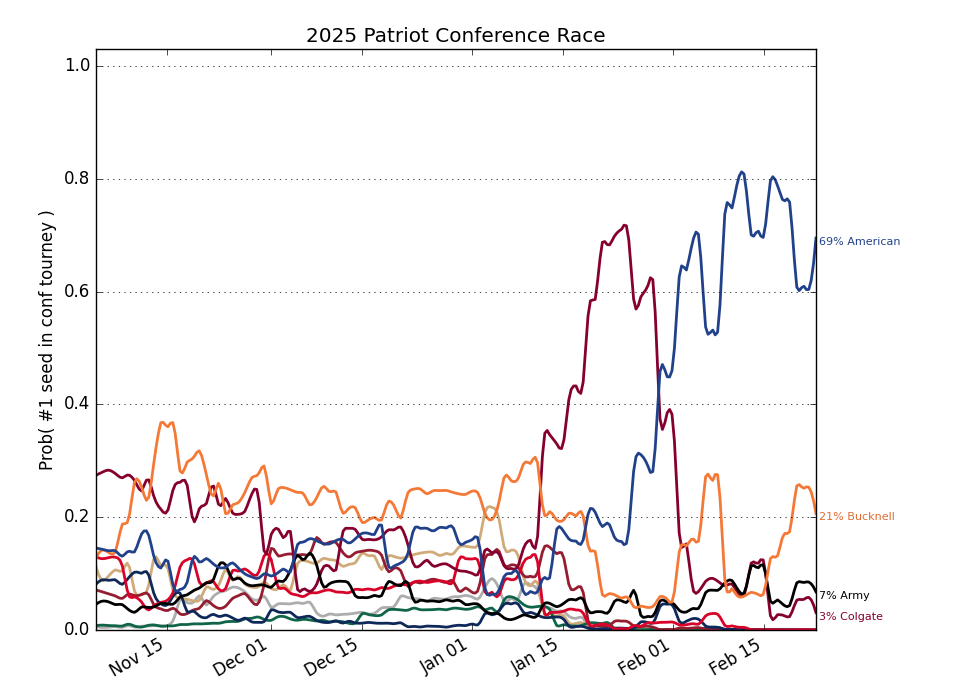 2025 Patriot Conference Race
Prob( #1 seed in conf tourney )
1.0
0.8
0.6
0.4
0.2
0.0
69% American
21% Bucknell
7% Army
3% Colgate
Nov 15
Dec 01
Dec 15
Jan 01
Jan 15
Feb 01
Feb 15